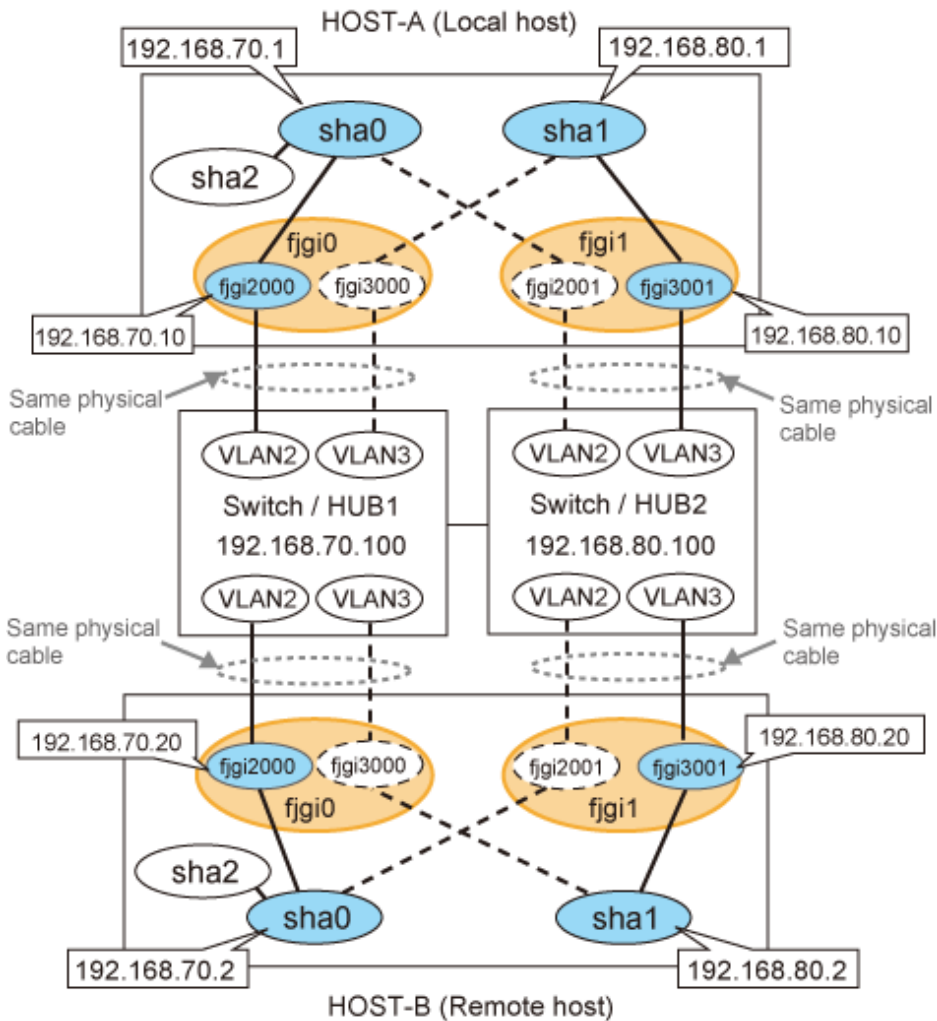 HOST-A (Local host)
192.168.70.1
192.168.80.1
sha0
sha1
sha2
fjgi0
fjgi1
fjgi2000
fjgi3000
fjgi2001
fjgi3001
192.168.70.10
192.168.80.10
Same physical
cable
Same physical
cable
VLAN2
VLAN3
VLAN2
VLAN3
Switch / HUB1
Switch / HUB2
192.168.70.100
192.168.80.100
VLAN2
VLAN3
VLAN2
VLAN3
Same physical
cable
Same physical
cable
192.168.70.20
192.168.80.20
fjgi2000
fjgi3000
fjgi2001
fjgi3001
fjgi0
fjgi1
sha2
sha0
sha1
192.168.70.2
192.168.80.2
HOST-B (Remote host)